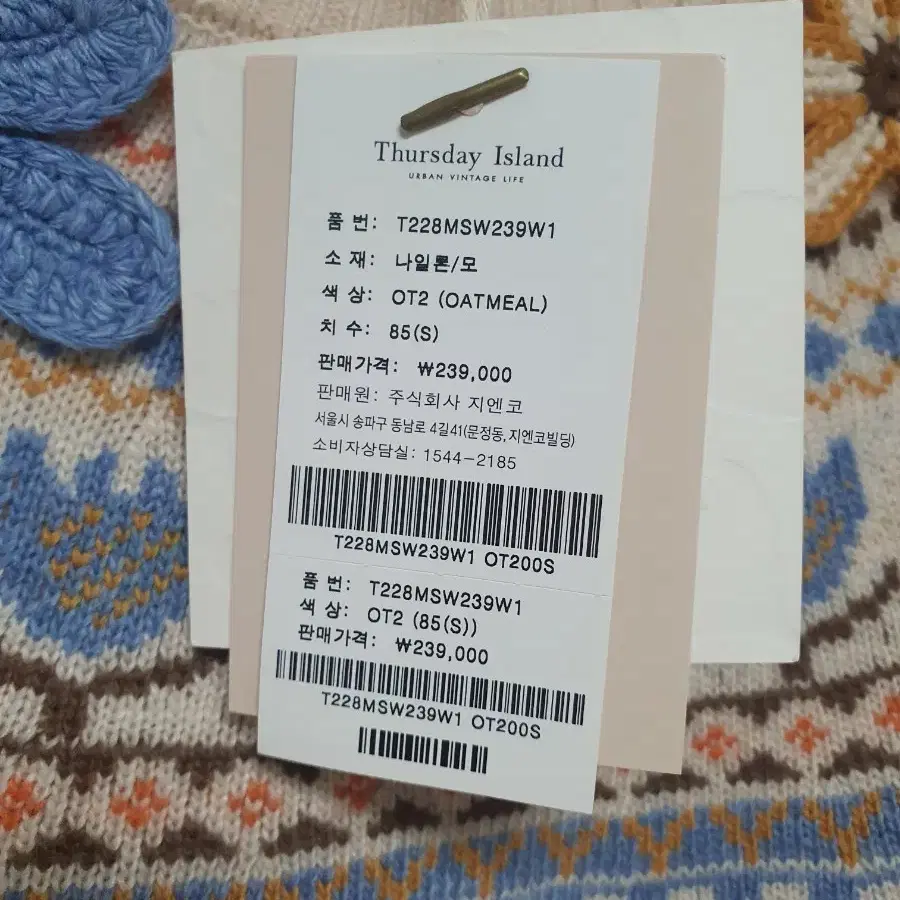 Thursday Island
URBAN VINTAGE LIFE
품 번: T228MSW239W1
소 재: 나일론/모
색 상: OT2 (OATMEAL)
치 수: 85(S)
판매가격: ₩239,000
판매원: 주식회사 지엔코
서울시 송파구 동남로 4길41(문정동, 지엔코빌딩)
소비자상담실: 1544-2185
T228MSW239W1 OT200S
품 번: T228MSW239W1
색 상: OT2 (85(S))
판매가격: ₩239,000
T228MSW239W1 OT200S